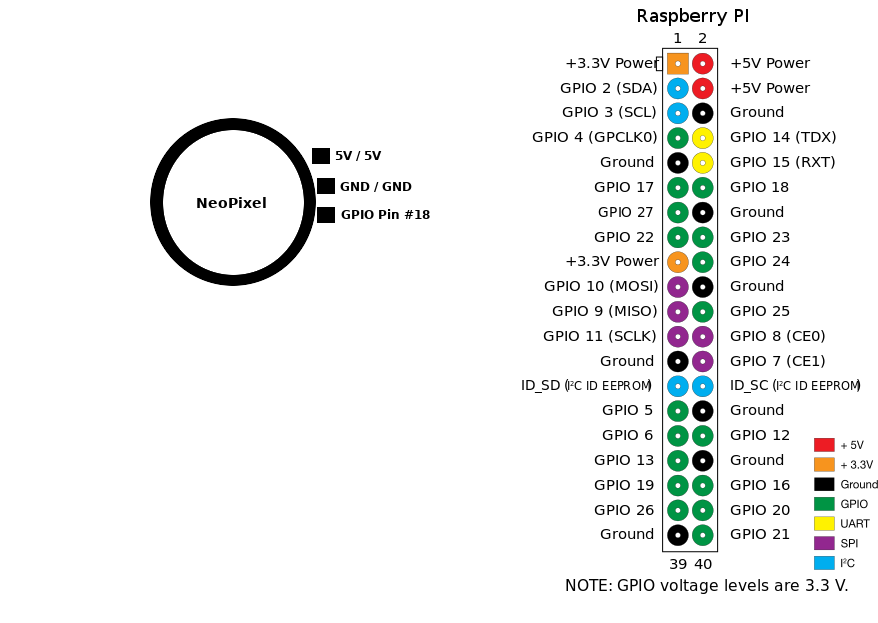 Raspberry PI
1 2
+3.3V Power +5V Power
GPIO 2 (SDA) +5V Power
GPIO 3 (SCL) Ground
GPIO 4 (GPCLK0) GPIO 14 (TDX)
Ground GPIO 15 (RXT)
GPIO 17 GPIO 18
GPIO 27 Ground
GPIO 22 GPIO 23
+3.3V Power GPIO 24
GPIO 10 (MOSI) Ground
GPIO 9 (MISO) GPIO 25
GPIO 11 (SCLK) GPIO 8 (CE0)
Ground GPIO 7 (CE1)
ID_SD (I²C ID EEPROM) ID_SC (I²C ID EEPROM)
GPIO 5 Ground
GPIO 6 GPIO 12
GPIO 13 Ground
GPIO 19 GPIO 16
GPIO 26 GPIO 20
Ground GPIO 21
39 40
NOTE: GPIO voltage levels are 3.3 V.
NeoPixel
5V / 5V
GND / GND
GPIO Pin #18
+ 5V
+ 3.3V
Ground
GPIO
UART
SPI
I²C